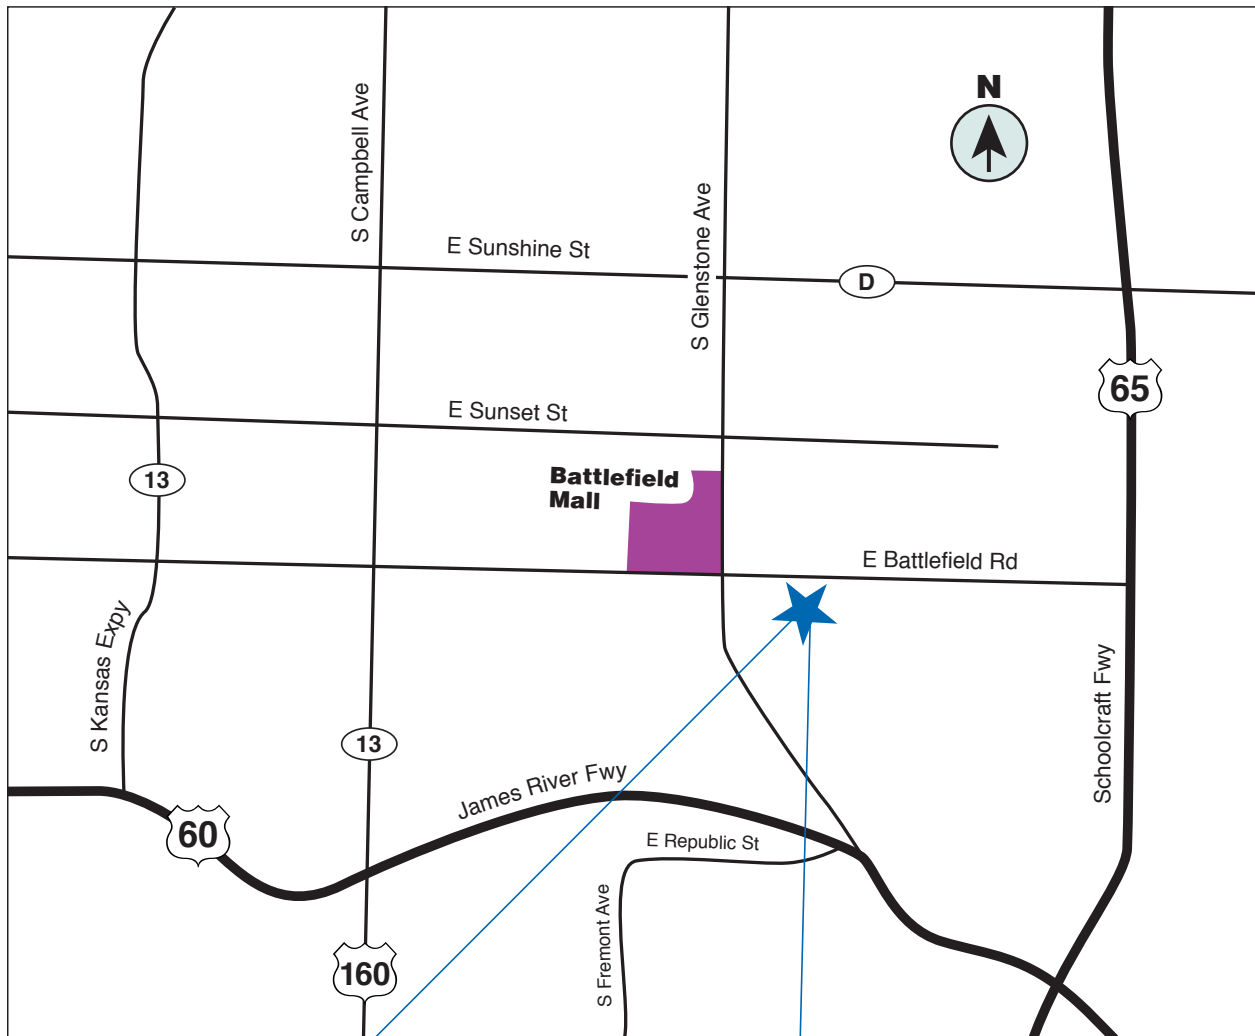 N
S Campbell Ave
S Glenstone Ave
E Sunshine St
D
65
E Sunset St
13
Battlefield
Mall
E Battlefield Rd
S Kansas Expy
Schoolcraft Fwy
13
James River Fwy
60
E Republic St
S Fremont Ave
160